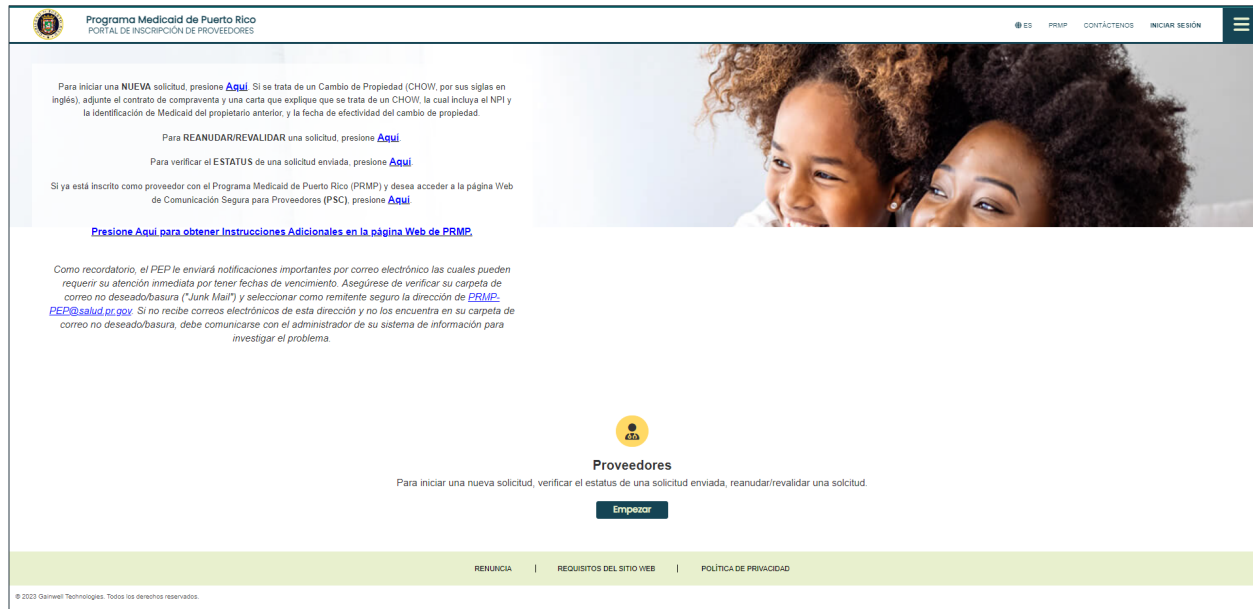 Programa Medicaid de Puerto Rico
PORTAL DE INSCRIPCIÓN DE PROVEEDORES
ES PRMP CONTÁCTENOS INICIAR SESIÓN
Para iniciar una NUEVA solicitud, presione Aquí. Si se trata de un Cambio de Propiedad (CHOW, por sus siglas en
inglés), adjunte el contrato de compraventa y una carta que explique que se trata de un CHOW, la cual incluya el NPI y
la identificación de Medicaid del propietario anterior, y la fecha de efectividad del cambio de propiedad.
Para REANUDAR/REVALIDAR una solicitud, presione Aquí.
Para verificar el ESTATUS de una solicitud enviada, presione Aquí.
Si ya está inscrito como proveedor con el Programa Medicaid de Puerto Rico (PRMP) y desea acceder a la página Web
de Comunicación Segura para Proveedores (PSC), presione Aquí
Presione Aquí para obtener Instrucciones Adicionales en la página Web de PRMP.
Como recordatorio, el PEP le enviará notificaciones importantes por correo electrónico las cuales pueden
requerir su atención inmediata por tener fechas de vencimiento. Asegúrese de verificar su carpeta de
correo no deseado/basura ("Junk Mail") y seleccionar como remitente seguro la dirección de PRMP-
PEP@salud.pr.gov. Si no recibe correos electrónicos de esta dirección y no los encuentra en su carpeta de
correo no deseado/basura, debe comunicarse con el administrador de su sistema de información para
investigar el problema.
Proveedores
Para iniciar una nueva solicitud, verificar el estatus de una solicitud enviada, reanudar/revalidar una solcitud.
Empezar
RENUNCIA | REQUISITOS DEL SITIO WEB | POLÍTICA DE PRIVACIDAD
© 2023 Gainwell Technologies. Todos los derechos reservados.